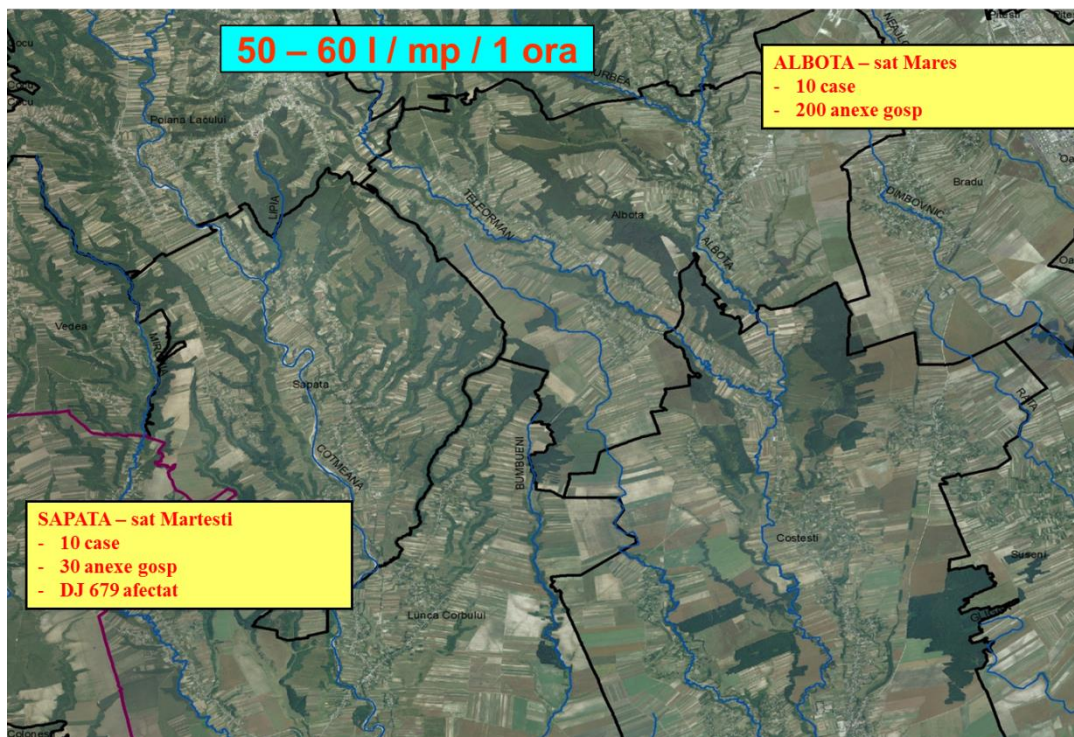 50 – 60 l / mp / 1 ora
ALBOTA – sat Mares
- 10 case
- 200 anexe gosp
SAPATA – sat Martesti
- 10 case
- 30 anexe gosp
- DJ 679 afectat
Poiana Lacului
LIPIA
TELEORMAN
Albota
ALBOTA
Bradu
DIMBOVNIC
Vedea
Sapata
COTMEANA
BUMBUENI
RATA
Costesti
Suseni
Lunca Corbului